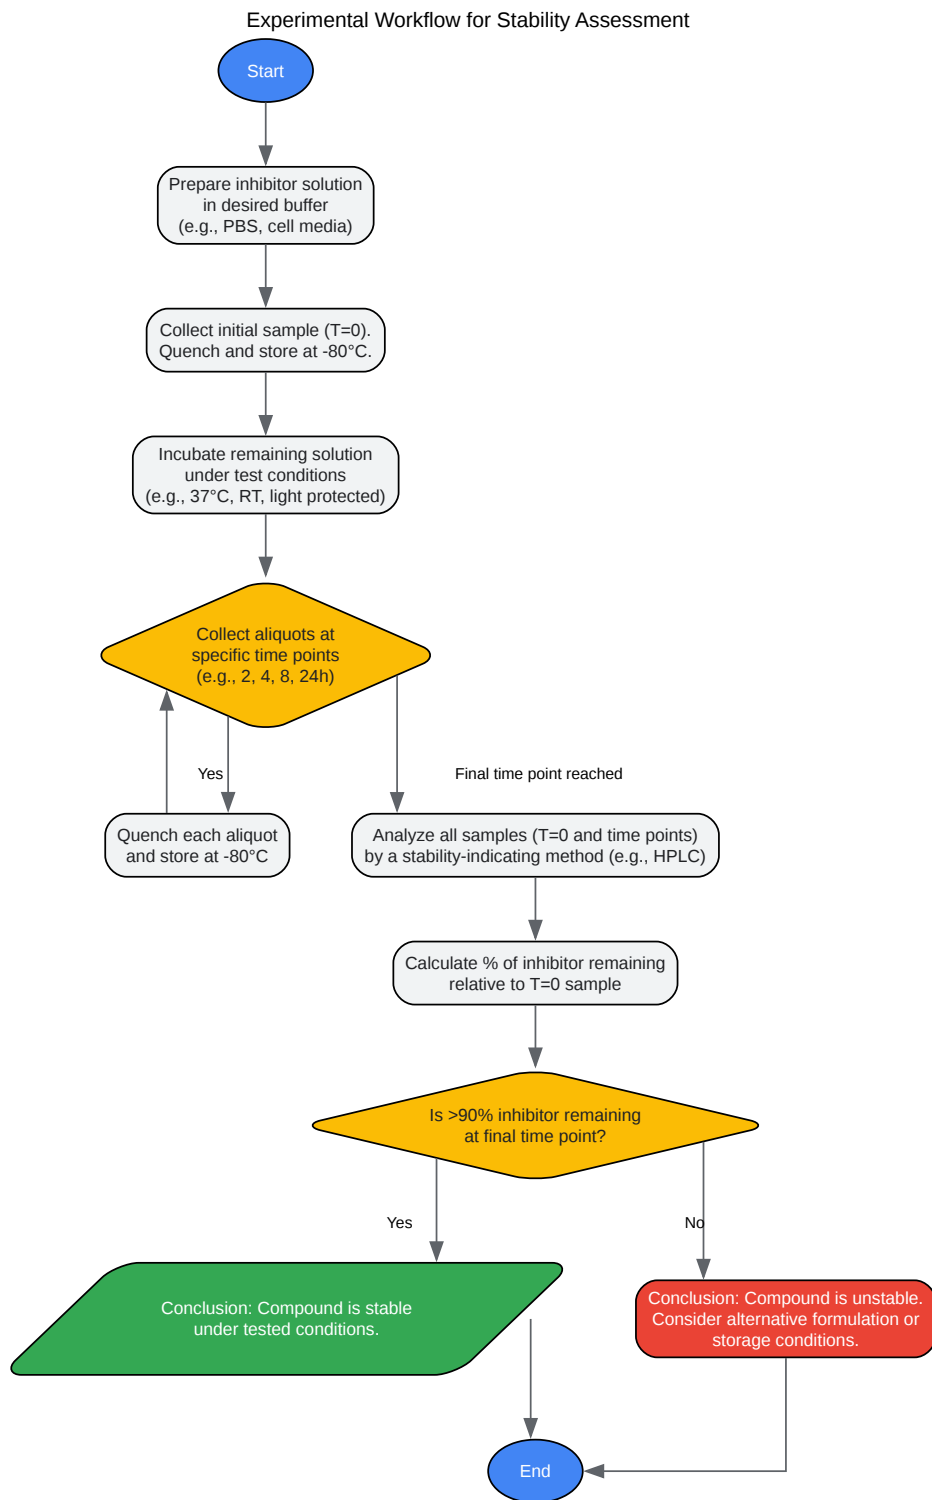 Experimental Workflow for Stability Assessment
Start
Prepare inhibitor solution
in desired buffer
(e.g., PBS, cell media)
Collect initial sample (T=0).
Quench and store at -80°C.
Incubate remaining solution
under test conditions
(e.g., 37°C, RT, light protected)
Collect aliquots at
specific time points
(e.g., 2, 4, 8, 24h)
Yes
Final time point reached
Quench each aliquot
and store at -80°C
Analyze all samples (T=0 and time points)
by a stability-indicating method (e.g., HPLC)
Calculate % of inhibitor remaining
relative to T=0 sample
Is >90% inhibitor remaining
at final time point?
Yes
No
Conclusion: Compound is stable
under tested conditions.
Conclusion: Compound is unstable.
Consider alternative formulation or
storage conditions.
End